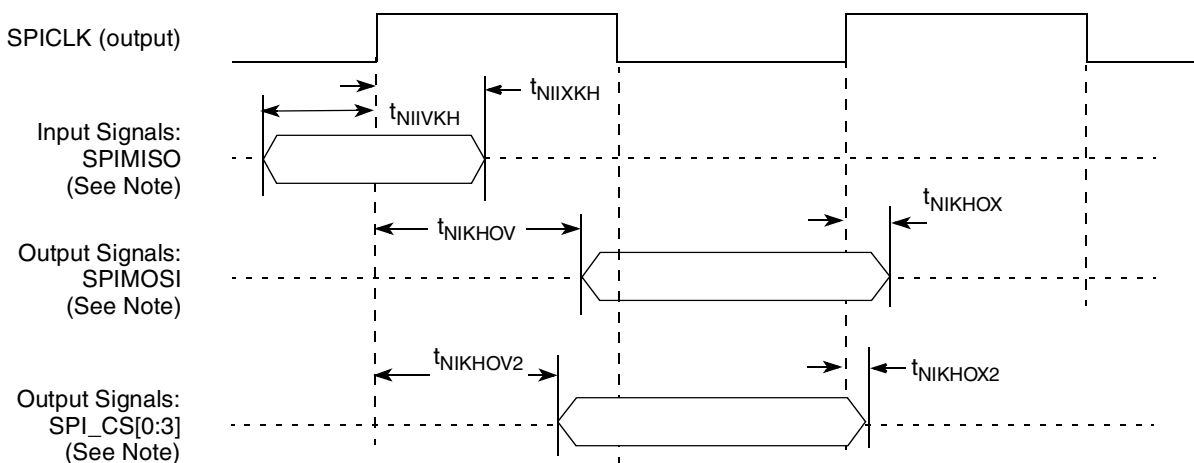 SPICLK (output)
tNIIXKH
tNIIVKH
Input Signals:
SPIMISO
(See Note)
tNIKHOX
tNIKHOV
Output Signals:
SPIMOSI
(See Note)
tNIKHOV2
tNIKHOX2
Output Signals:
SPI_CS[0:3]
(See Note)